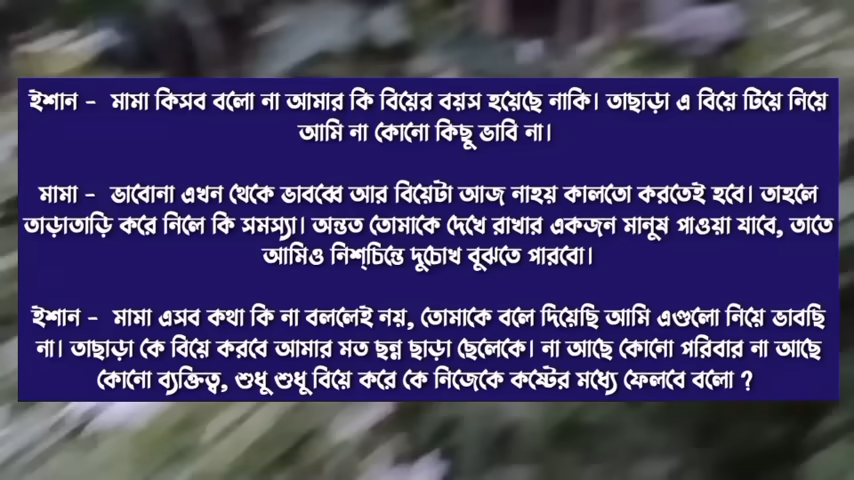 ইশান - মামা কিসব বলো না আমার কি বিয়ের বয়স হয়েছে নাকি। তাছাড়া এ বিয়ে টিয়ে নিয়ে
আমি না কোনো কিছু ভাবি না।
মামা - ভাবোনা এখন থেকে ভাবব্বে আর বিয়েটা আজ নাহয় কালতো করতেই হবে। তাহলে
তাড়াতাড়ি করে নিলে কি সমস্যা। অন্তত তোমাকে দেখে রাখার একজন মানুষ পাওয়া যাবে, তাতে
আমিও নিশ্চিন্তে দুচোখ বুঝতে পারবো।
ইশান - মামা এসব কথা কি না বললেই নয়, তোমাকে বলে দিয়েছি আমি এগুলো নিয়ে ভাবছি
না। তাছাড়া কে বিয়ে করবে আমার মত ছন্ন ছাড়া ছেলেকে। না আছে কোনো পরিবার না আছে
কোনো ব্যক্তিত্ব, শুধু শুধু বিয়ে করে কে নিজেকে কষ্টের মধ্যে ফেলবে বলো ?